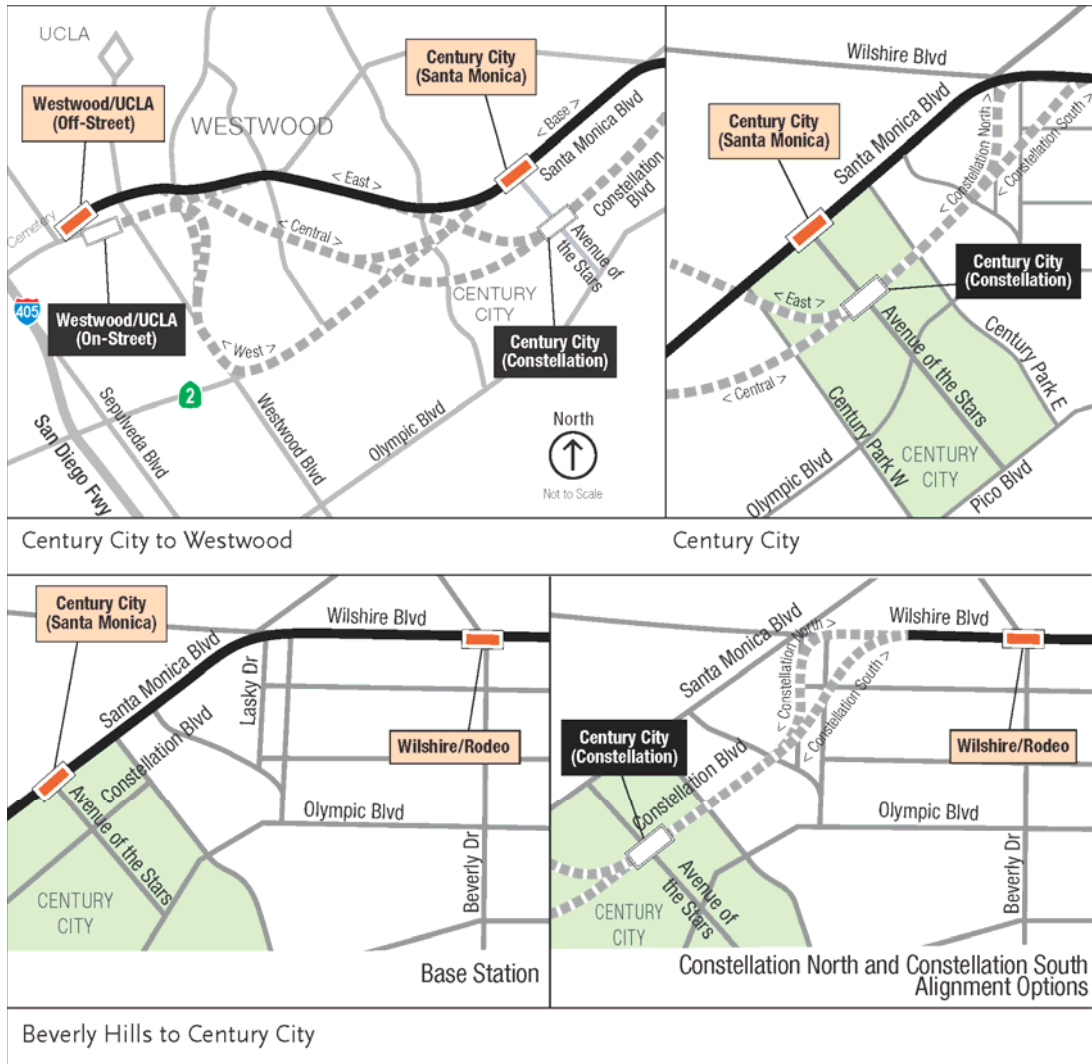 UCLA
Westwood/UCLA
(Off-Street)
WESTWOOD
Century City
(Santa Monica)
< Base >
Santa Monica Blvd
Constellation
Blvd
< East >
Cemetery
< Central >
Avenue of
the Stars
CENTURY
CITY
405
Westwood/UCLA
(On-Street)
< West >
Century City
(Constellation)
2
Sepulveda Blvd
Westwood Blvd
Olympic Blvd
San Diego Fwy
North
Not to Scale
Century City to Westwood
Wilshire Blvd
Santa Monica Blvd
< Constellation North >
< Constellation South >
Century City
(Santa Monica)
Century City
(Constellation)
< East >
< Central >
Avenue of the Stars
Century Park E
Century Park W
Olympic Blvd
CENTURY
CITY
Pico Blvd
Century City
Century City
(Santa Monica)
Wilshire Blvd
Santa Monica Blvd
Lasky Dr
Constellation Blvd
Wilshire/Rodeo
Avenue of the Stars
Olympic Blvd
Beverly Dr
CENTURY
CITY
Base Station
Wilshire Blvd
Santa Monica Blvd
< Constellation North >
< Constellation South >
Century City
(Constellation)
Constellation Blvd
Wilshire/Rodeo
Olympic Blvd
Avenue of
the Stars
Beverly Dr
CENTURY
CITY
Constellation North and Constellation South
Alignment Options
Beverly Hills to Century City